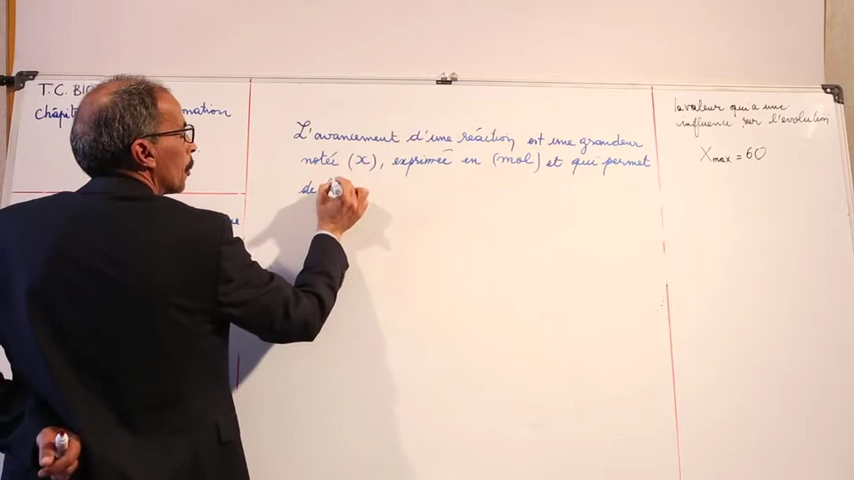 T.C. BIO
Chapit mation
L'avancement d'une réaction est une grandeur
notée (x), exprimée en (mol) et qui permet
de
la valeur qui a une
influence sur l'évolution
Xmax = 60